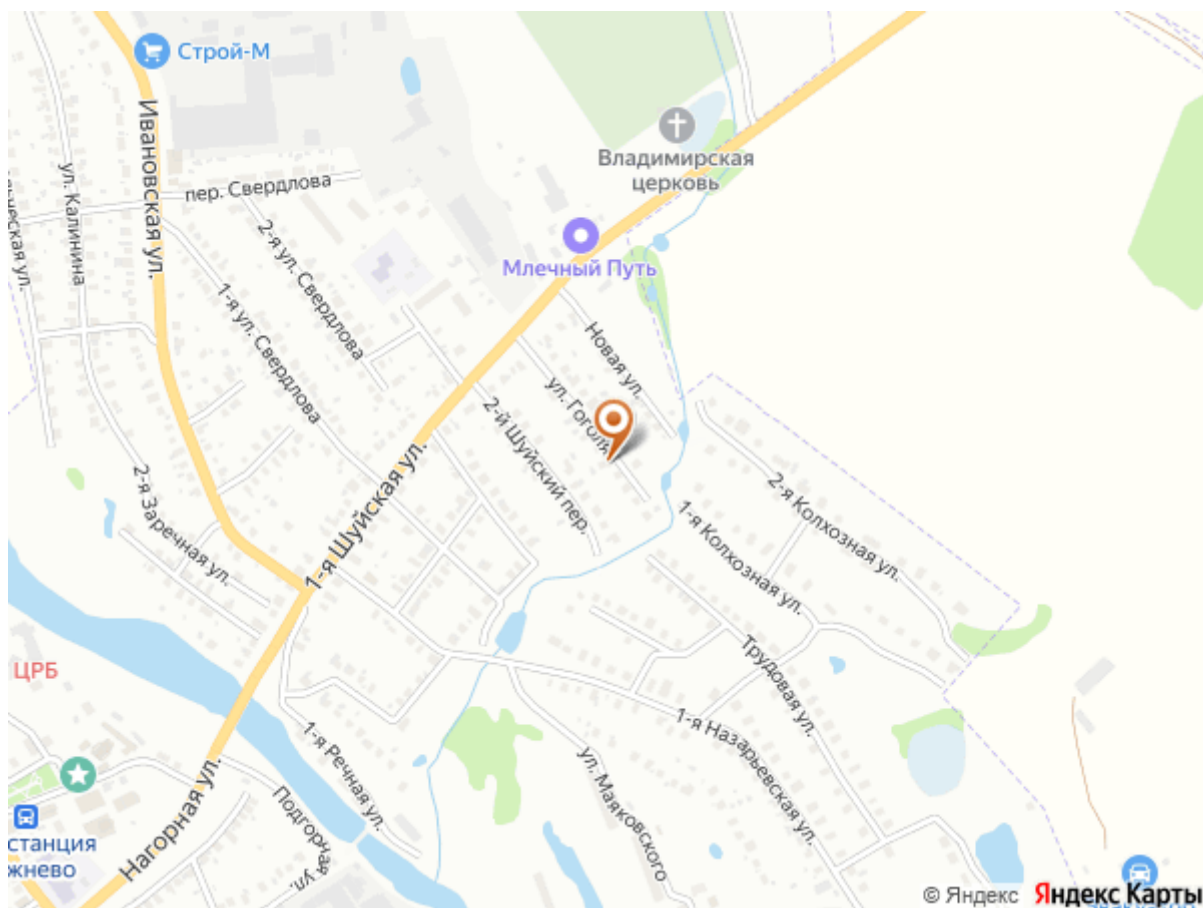 Строй-М
Ивановская ул.
ул. Калинина
пер. Свердлова
2-я ул. Свердлова
1-я ул. Свердлова
Владимирская
церковь
Млечный Путь
Новая ул.
ул. Гоголя
2-й Шуйский пер.
1-я Шуйская ул.
2-я Заречная ул.
1-я Колхозная ул.
2-я Колхозная ул.
Трудовая ул.
1-я Назарьевская ул.
ул. Маяковского
1-я Речная ул.
ЦРБ
Нагорная ул.
Подгорная
ул.
станция
жнево
© Яндекс Яндекс Карты